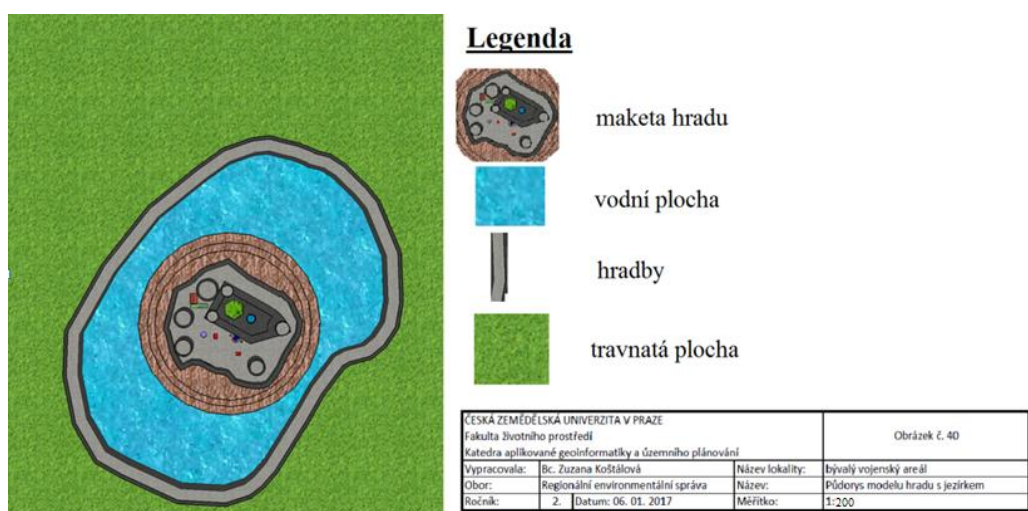 Legenda
maketa hradu
vodní plocha
hradby
travnatá plocha
ČESKÁ ZEMĚDĚLSKÁ UNIVERZITA V PRAZE
Fakulta životního prostředí
Katedra aplikované geoinformatiky a územního plánování
Obrázek č. 40
Vypracovala: Bc. Zuzana Koštálová Název lokality: bývalý vojenský areál
Obor: Regionální environmentální správa Název: Půdorys modelu hradu s jezírkem
Ročník: 2. Datum: 06. 01. 2017 Měřítko: 1:200